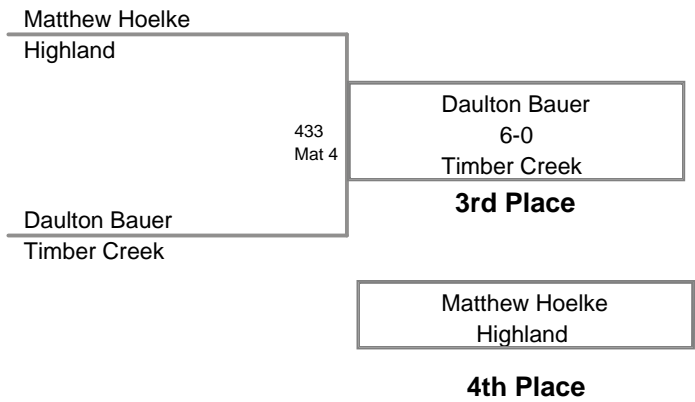 Matthew Hoelke
Highland
433
Mat 4
Daulton Bauer
Timber Creek
Daulton Bauer
6-0
Timber Creek
3rd Place
Matthew Hoelke
Highland
4th Place